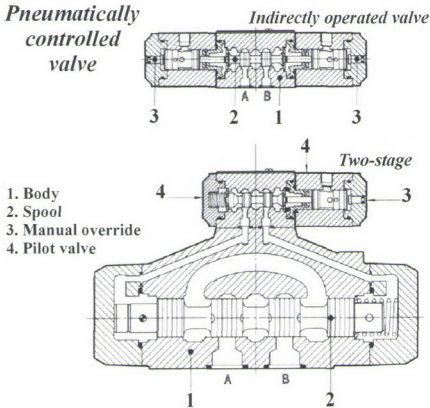 Pneumatically
controlled
valve
Indirectly operated valve
A B
3 2 1 3
4
Two-stage
4 3
1. Body
2. Spool
3. Manual override
4. Pilot valve
A B
1 2